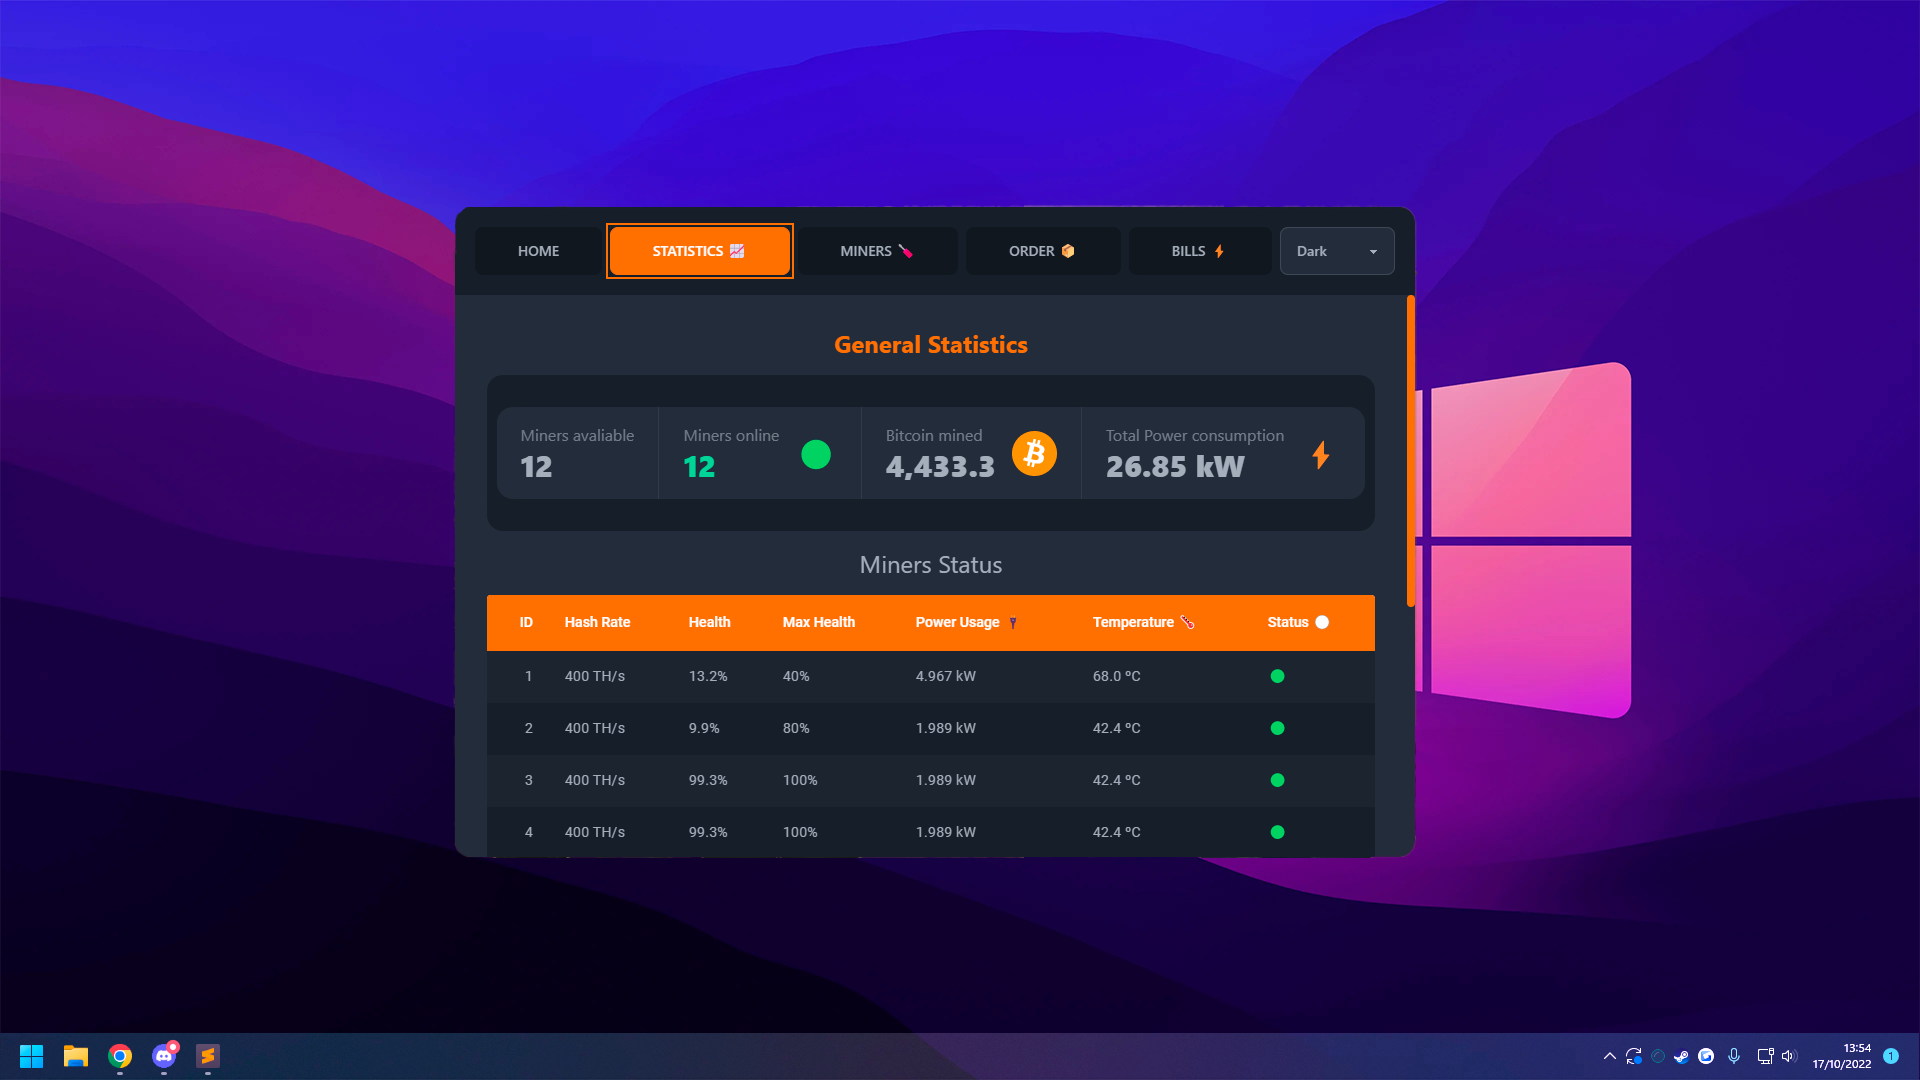 HOME STATISTICS MINERS ORDER BILLS Dark
General Statistics
Miners avaliable Miners online Bitcoin mined Total Power consumption
12 12 4,433.3 26.85 kW
Miners Status
ID Hash Rate Health Max Health Power Usage Temperature Status
1 400 TH/s 13.2% 40% 4.967 kW 68.0 ºC
2 400 TH/s 9.9% 80% 1.989 kW 42.4 ºC
3 400 TH/s 99.3% 100% 1.989 kW 42.4 ºC
4 400 TH/s 99.3% 100% 1.989 kW 42.4 ºC
13:54
17/10/2022
1